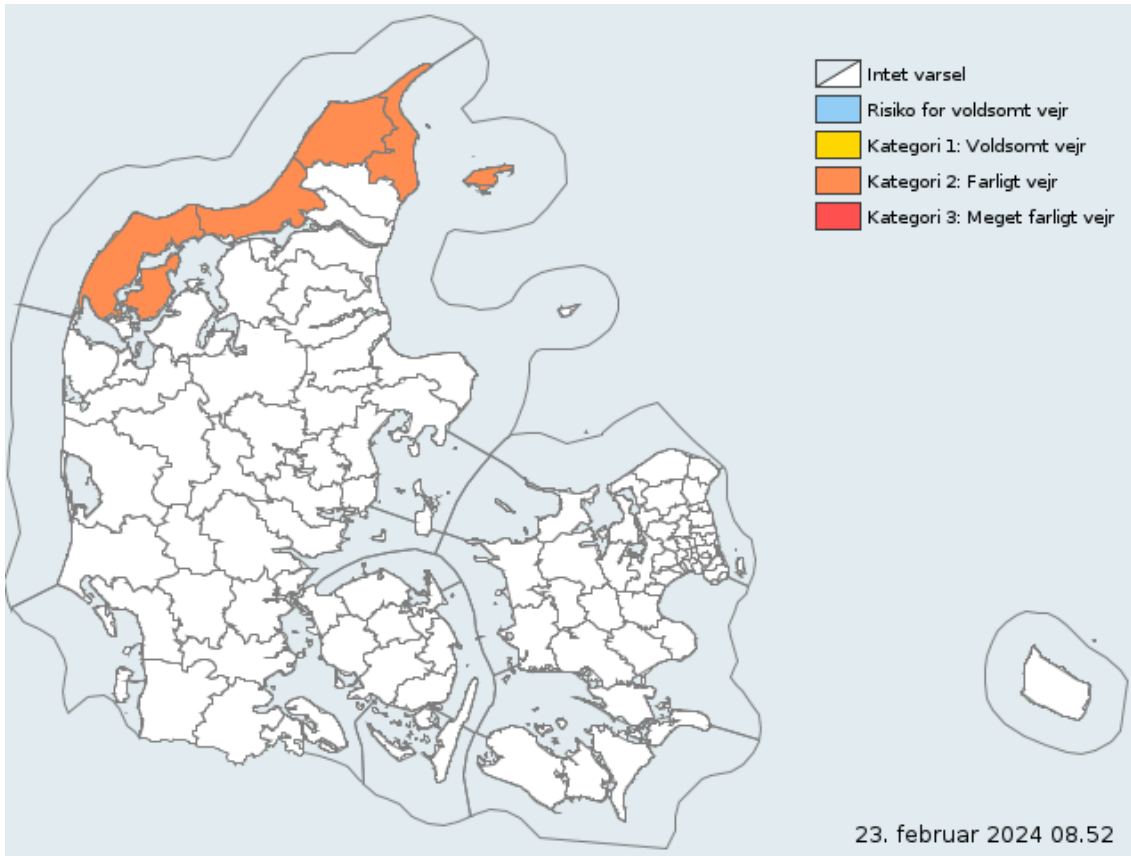 Intet varsel
Risiko for voldsomt vejr
Kategori 1: Voldsomt vejr
Kategori 2: Farligt vejr
Kategori 3: Meget farligt vejr
23. februar 2024 08.52